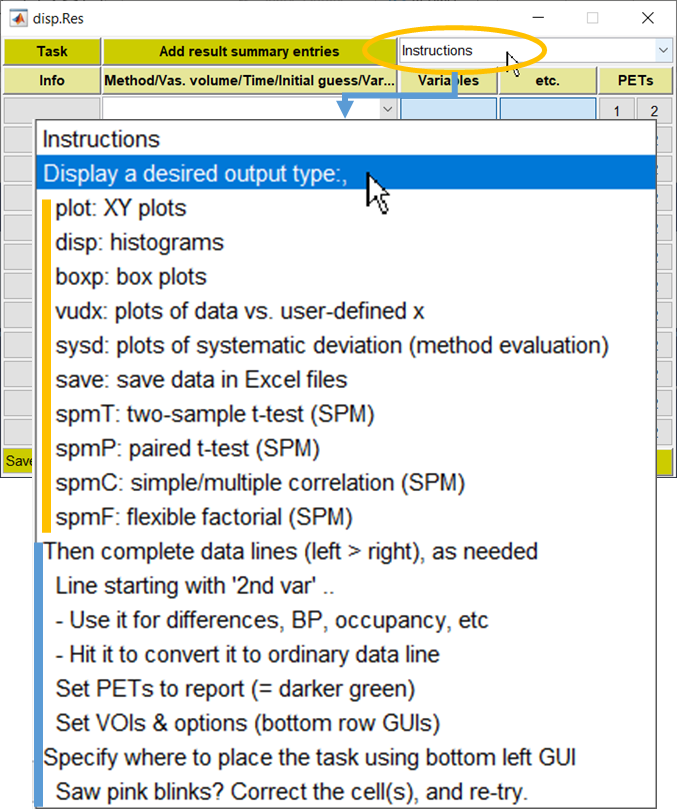 disp.Res
Task Add result summary entries Instructions
Info Method/Vas. volume/Time/Initial guess/Var... Variables etc. PETs
1 2
Instructions
Display a desired output type:,
plot: XY plots
disp: histograms
boxp: box plots
vudx: plots of data vs. user-defined x
sysd: plots of systematic deviation (method evaluation)
save: save data in Excel files
spmT: two-sample t-test (SPM)
spmP: paired t-test (SPM)
spmC: simple/multiple correlation (SPM)
spmF: flexible factorial (SPM)
Then complete data lines (left > right), as needed
Line starting with '2nd var' ..
- Use it for differences, BP, occupancy, etc
- Hit it to convert it to ordinary data line
Set PETs to report (= darker green)
Set VOIs & options (bottom row GUIs)
Specify where to place the task using bottom left GUI
Saw pink blinks? Correct the cell(s), and re-try.